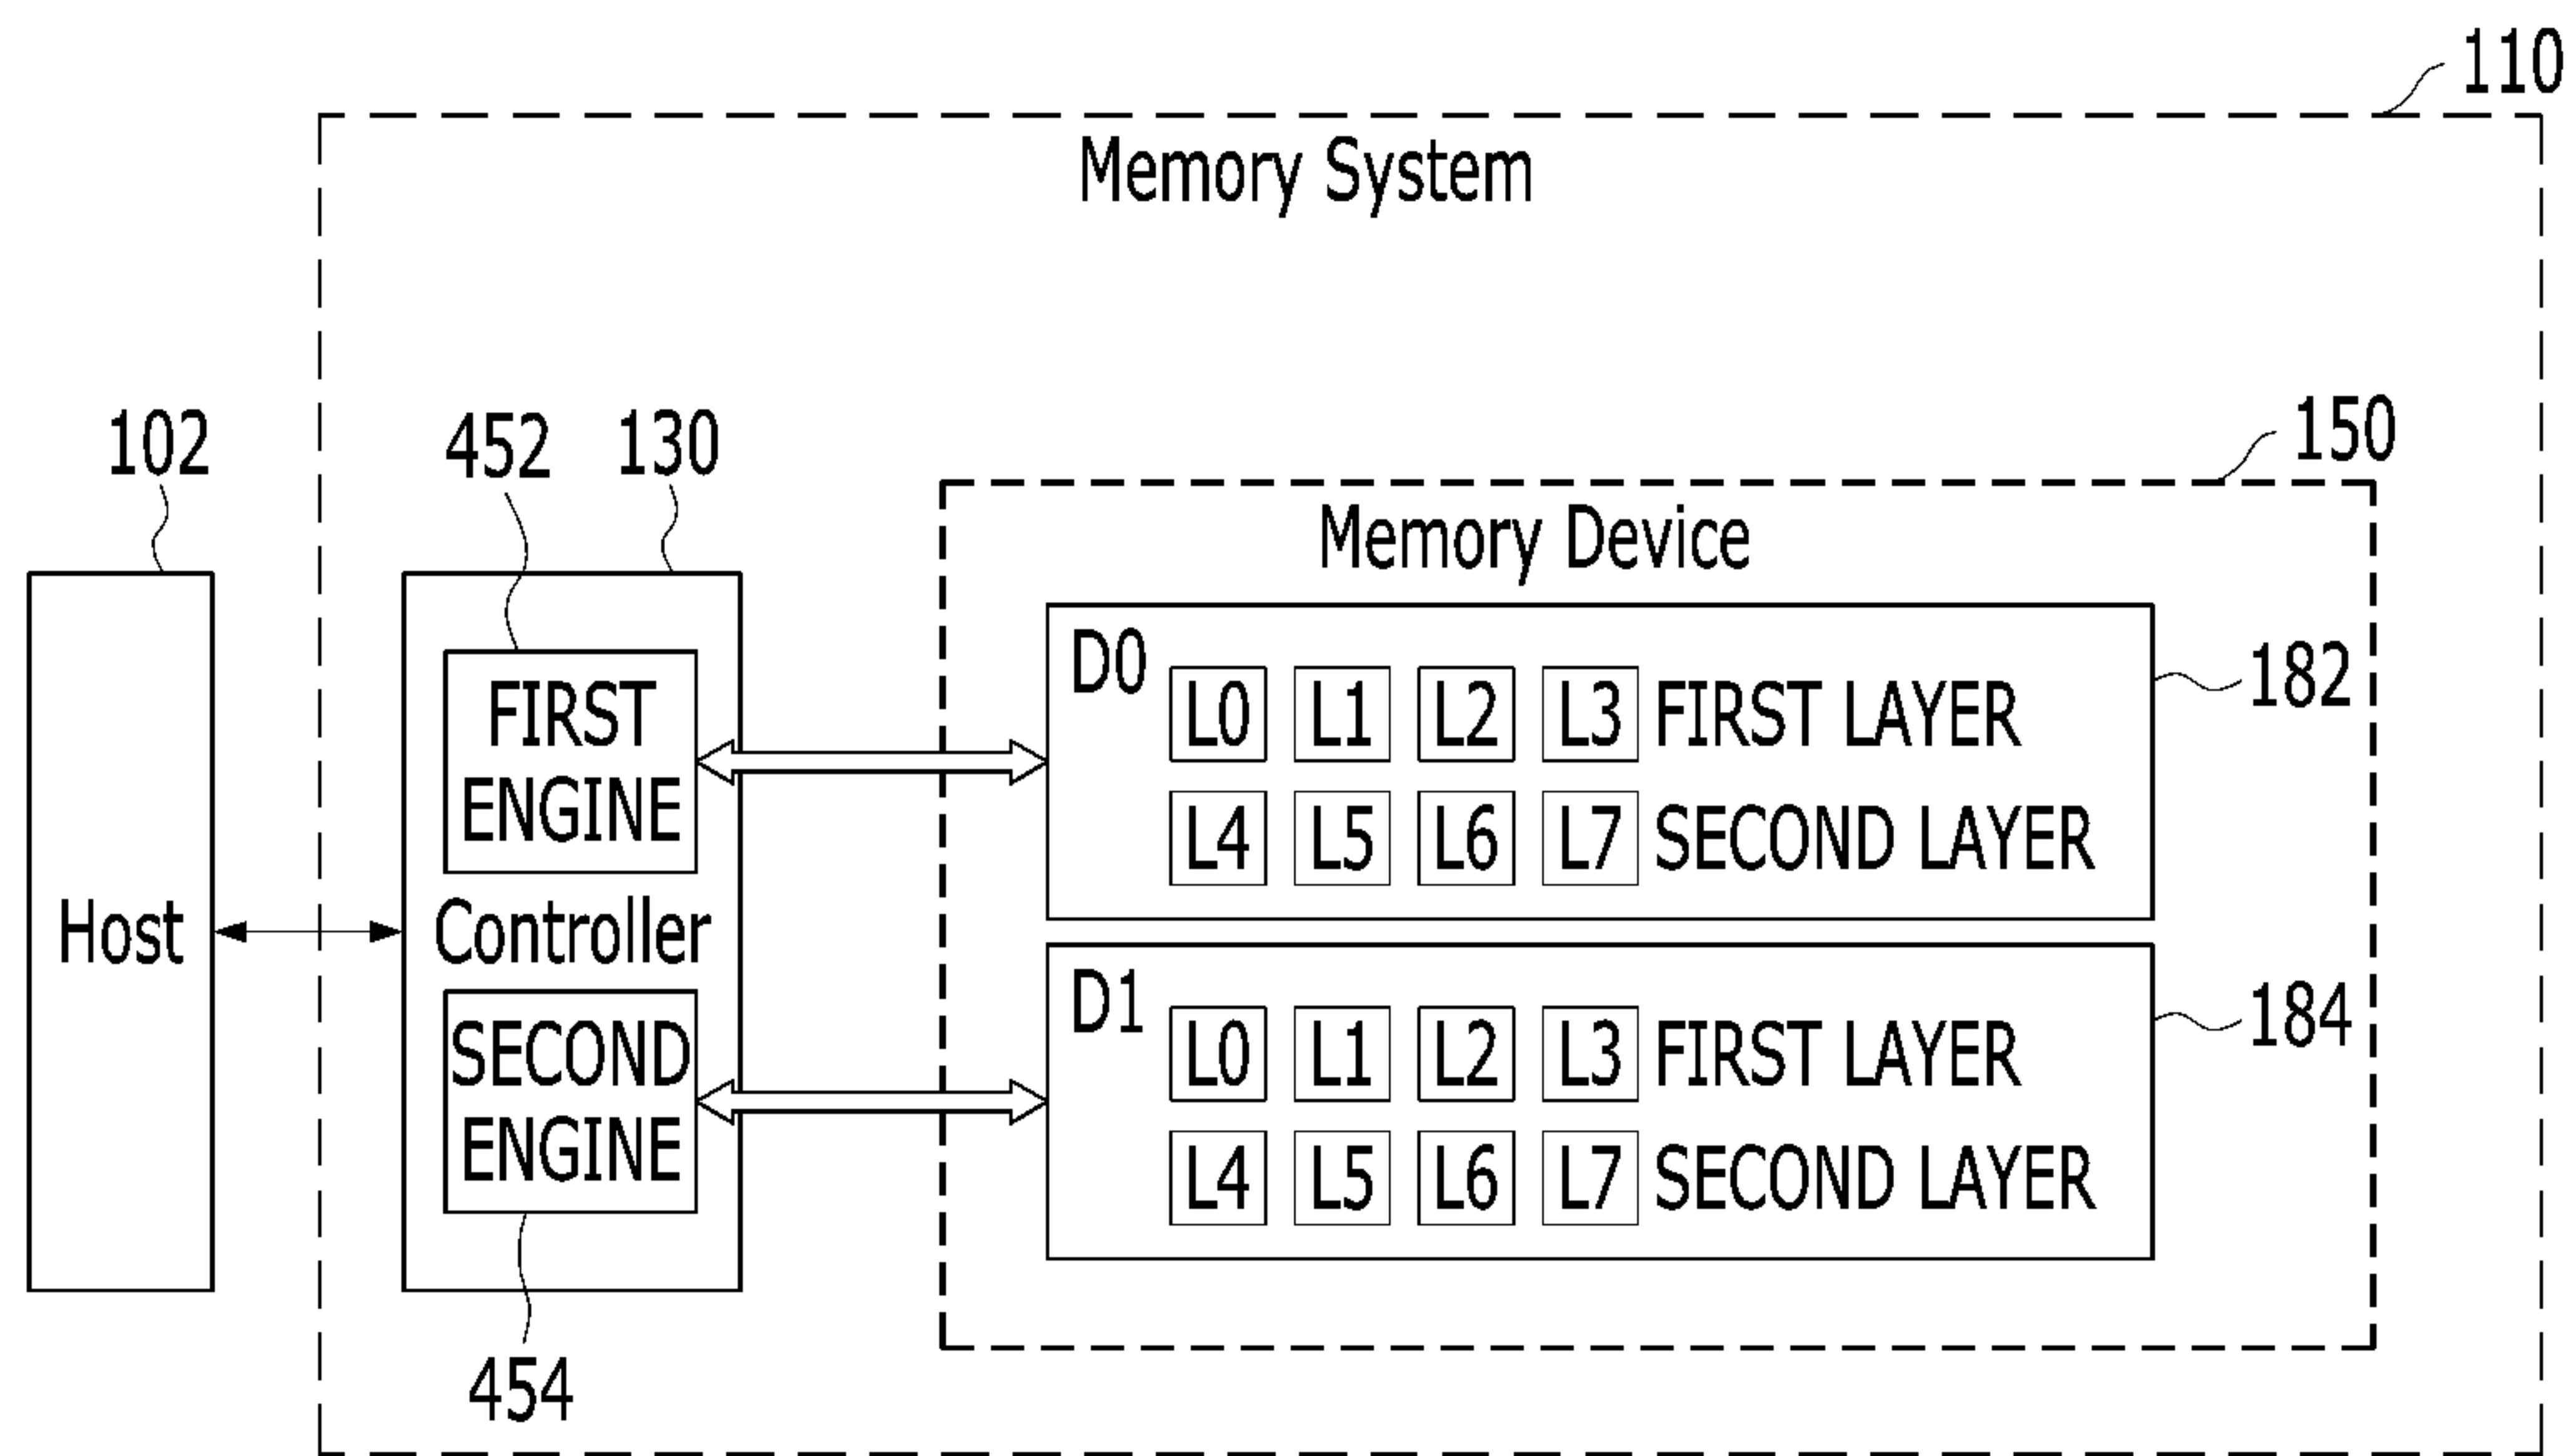 110
Memory System
102
452
130
150
Memory Device
Host
FIRST
ENGINE
Controller
SECOND
ENGINE
454
D0
L0 L1 L2 L3 FIRST LAYER
L4 L5 L6 L7 SECOND LAYER
182
D1
L0 L1 L2 L3 FIRST LAYER
L4 L5 L6 L7 SECOND LAYER
184